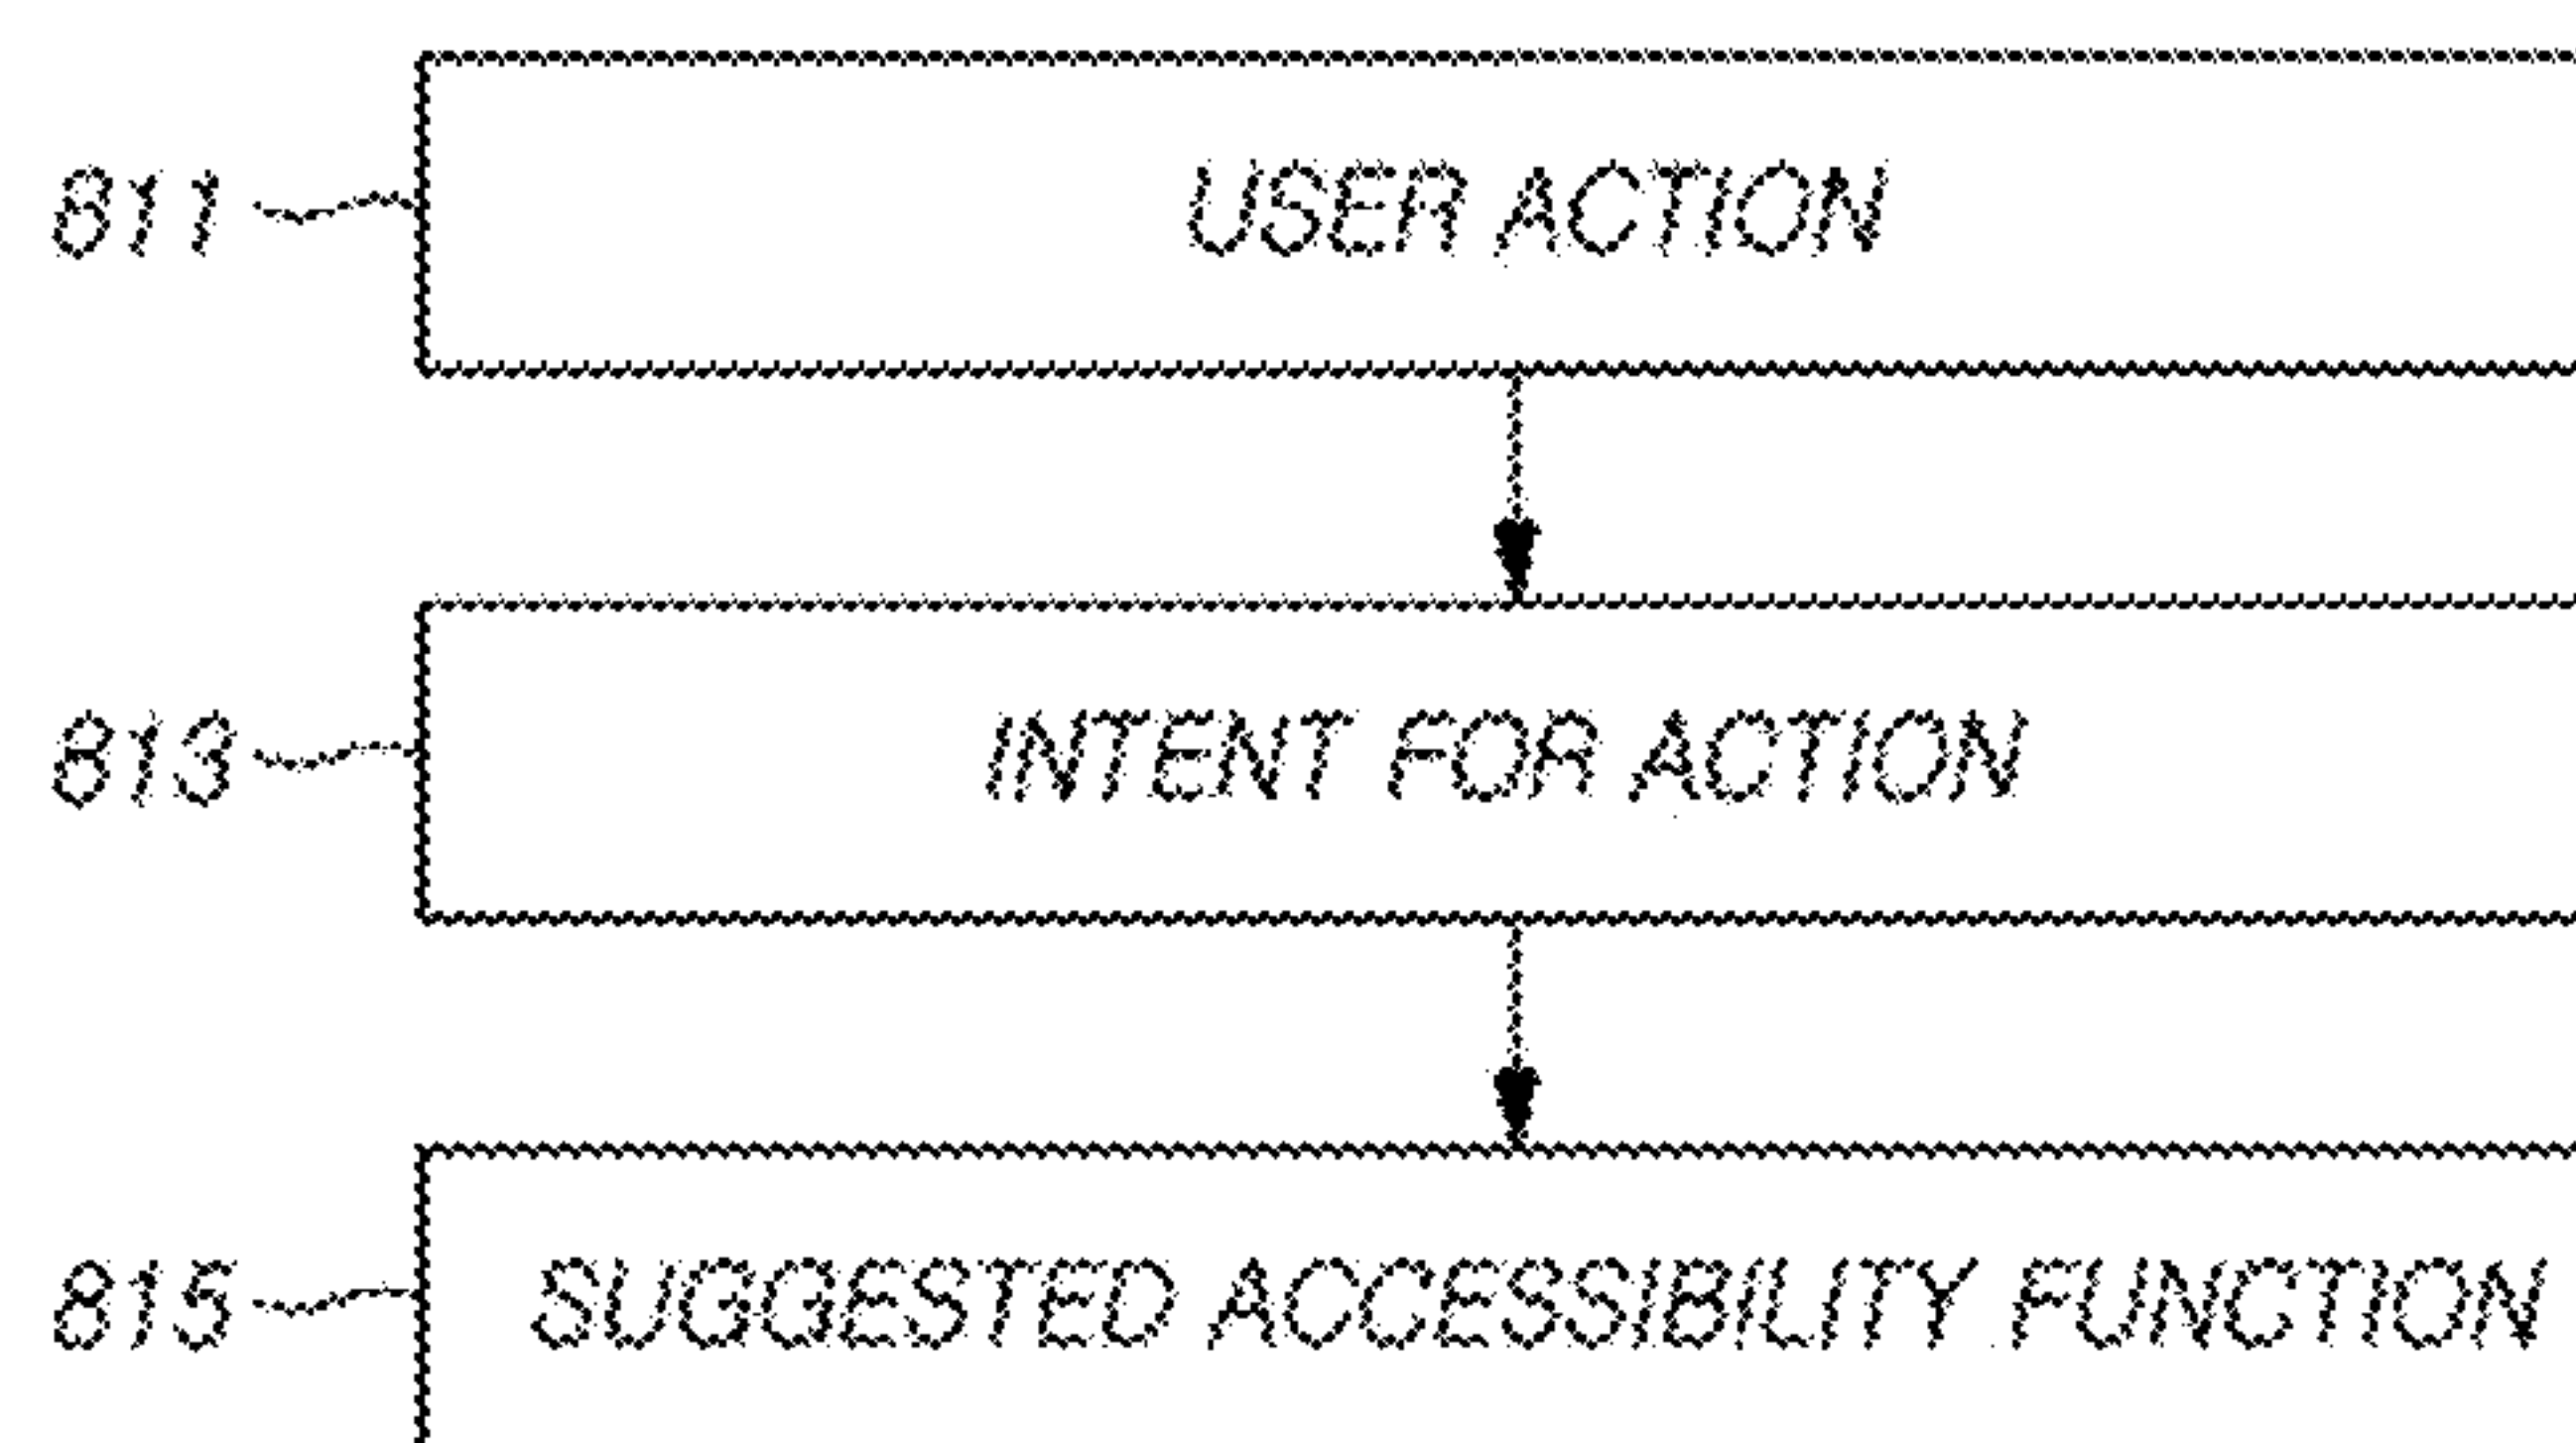 811 USER ACTION
813 INTENT FOR ACTION
815 SUGGESTED ACCESSIBILITY FUNCTION